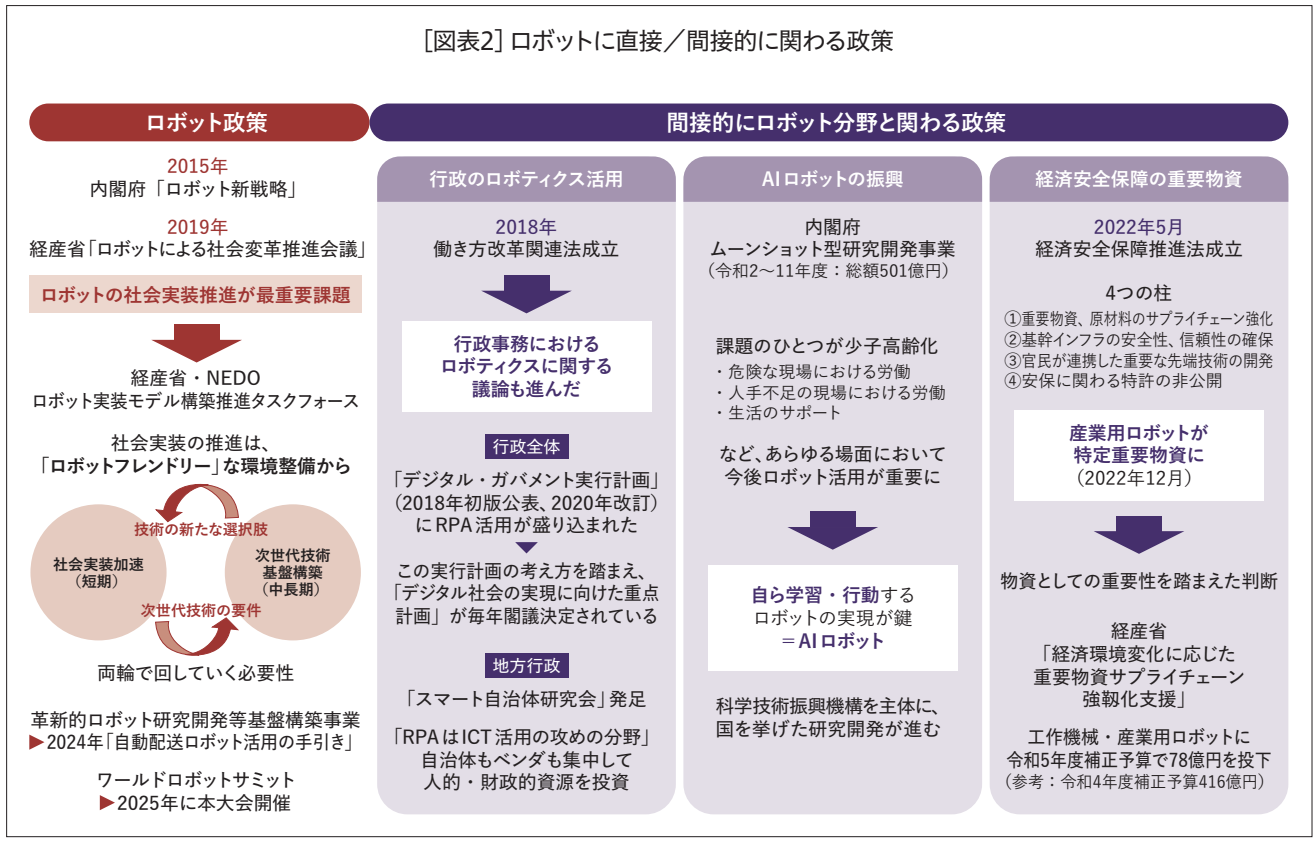 ［図表2］ロボットに直接／間接的に関わる政策
ロボット政策
2015年
内閣府「ロボット新戦略」
2019年
経産省「ロボットによる社会変革推進会議」
ロボットの社会実装推進が最重要課題
経産省・NEDO
ロボット実装モデル構築推進タスクフォース
社会実装の推進は、
「ロボットフレンドリー」な環境整備から
技術の新たな選択肢
社会実装加速
（短期）
次世代技術
基盤構築
（中長期）
次世代技術の要件
両輪で回していく必要性
革新的ロボット研究開発等基盤構築事業
▶2024年「自動配送ロボット活用の手引き」
ワールドロボットサミット
▶2025年に本大会開催
間接的にロボット分野と関わる政策
行政のロボティクス活用
2018年
働き方改革関連法成立
行政事務における
ロボティクスに関する
議論も進んだ
行政全体
「デジタル・ガバメント実行計画」
（2018年初版公表、2020年改訂）
にRPA活用が盛り込まれた
この実行計画の考え方を踏まえ、
「デジタル社会の実現に向けた重点
計画」が毎年閣議決定されている
地方行政
「スマート自治体研究会」発足
「RPAはICT活用の攻めの分野」
自治体もベンダも集中して
人的・財政的資源を投資
AIロボットの振興
内閣府
ムーンショット型研究開発事業
（令和2〜11年度：総額501億円）
課題のひとつが少子高齢化
・危険な現場における労働
・人手不足の現場における労働
・生活のサポート
など、あらゆる場面において
今後ロボット活用が重要に
自ら学習・行動する
ロボットの実現が鍵
＝AIロボット
科学技術振興機構を主体に、
国を挙げた研究開発が進む
経済安全保障の重要物資
2022年5月
経済安全保障推進法成立
4つの柱
①重要物資、原材料のサプライチェーン強化
②基幹インフラの安全性、信頼性の確保
③官民が連携した重要な先端技術の開発
④安保に関わる特許の非公開
産業用ロボットが
特定重要物資に
（2022年12月）
物資としての重要性を踏まえた判断
経産省
「経済環境変化に応じた
重要物資サプライチェーン
強靱化支援」
工作機械・産業用ロボットに
令和5年度補正予算で78億円を投下
（参考：令和4年度補正予算416億円）